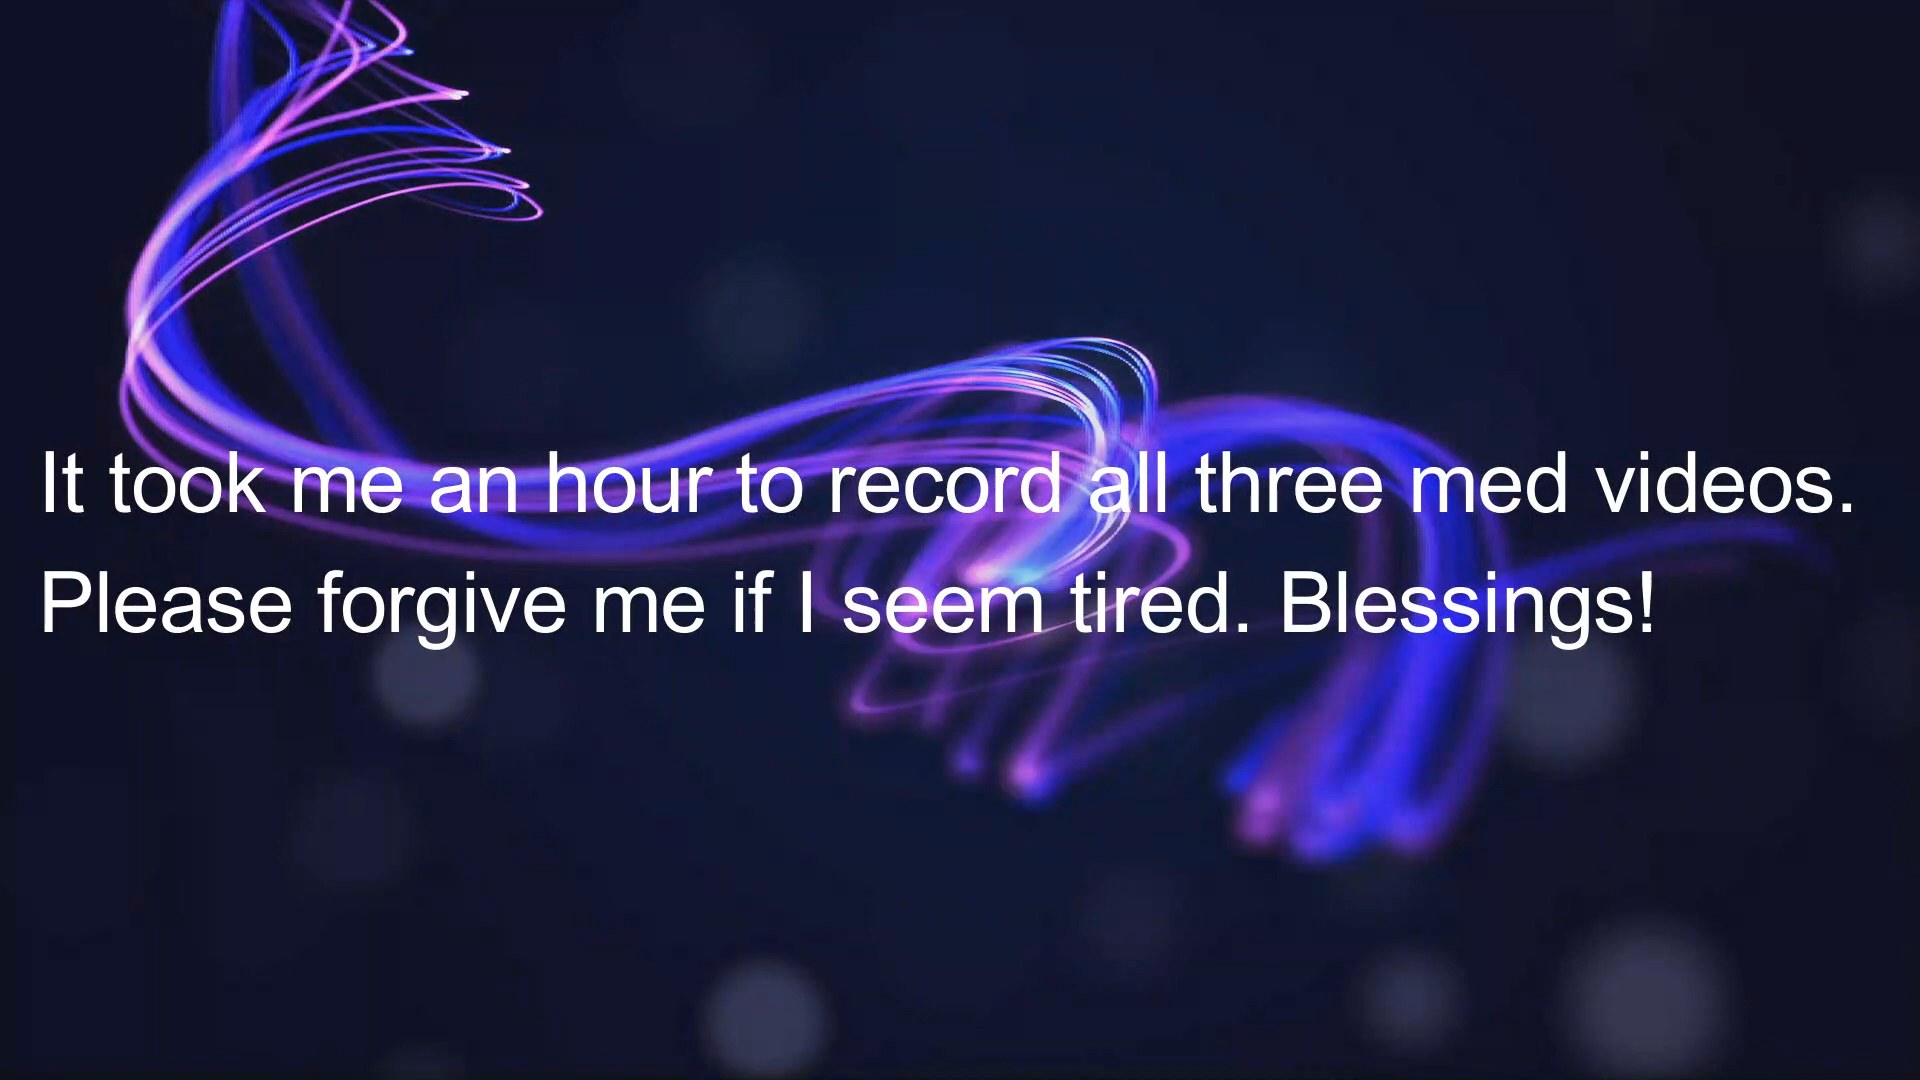 It took me an hour to record all three med videos.
Please forgive me if I seem tired. Blessings!